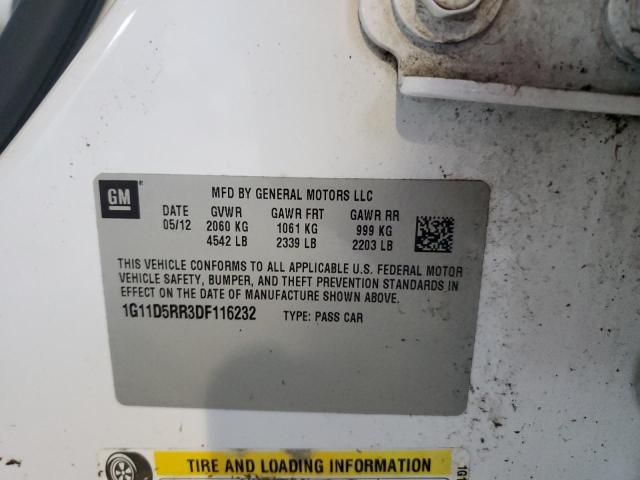 GM ®
MFD BY GENERAL MOTORS LLC
DATE GVWR GAWR FRT GAWR RR
05/12 2060 KG 1061 KG 999 KG
4542 LB 2339 LB 2203 LB
THIS VEHICLE CONFORMS TO ALL APPLICABLE U.S. FEDERAL MOTOR
VEHICLE SAFETY, BUMPER, AND THEFT PREVENTION STANDARDS IN
EFFECT ON THE DATE OF MANUFACTURE SHOWN ABOVE.
1G11D5RR3DF116232 TYPE: PASS CAR
TIRE AND LOADING INFORMATION